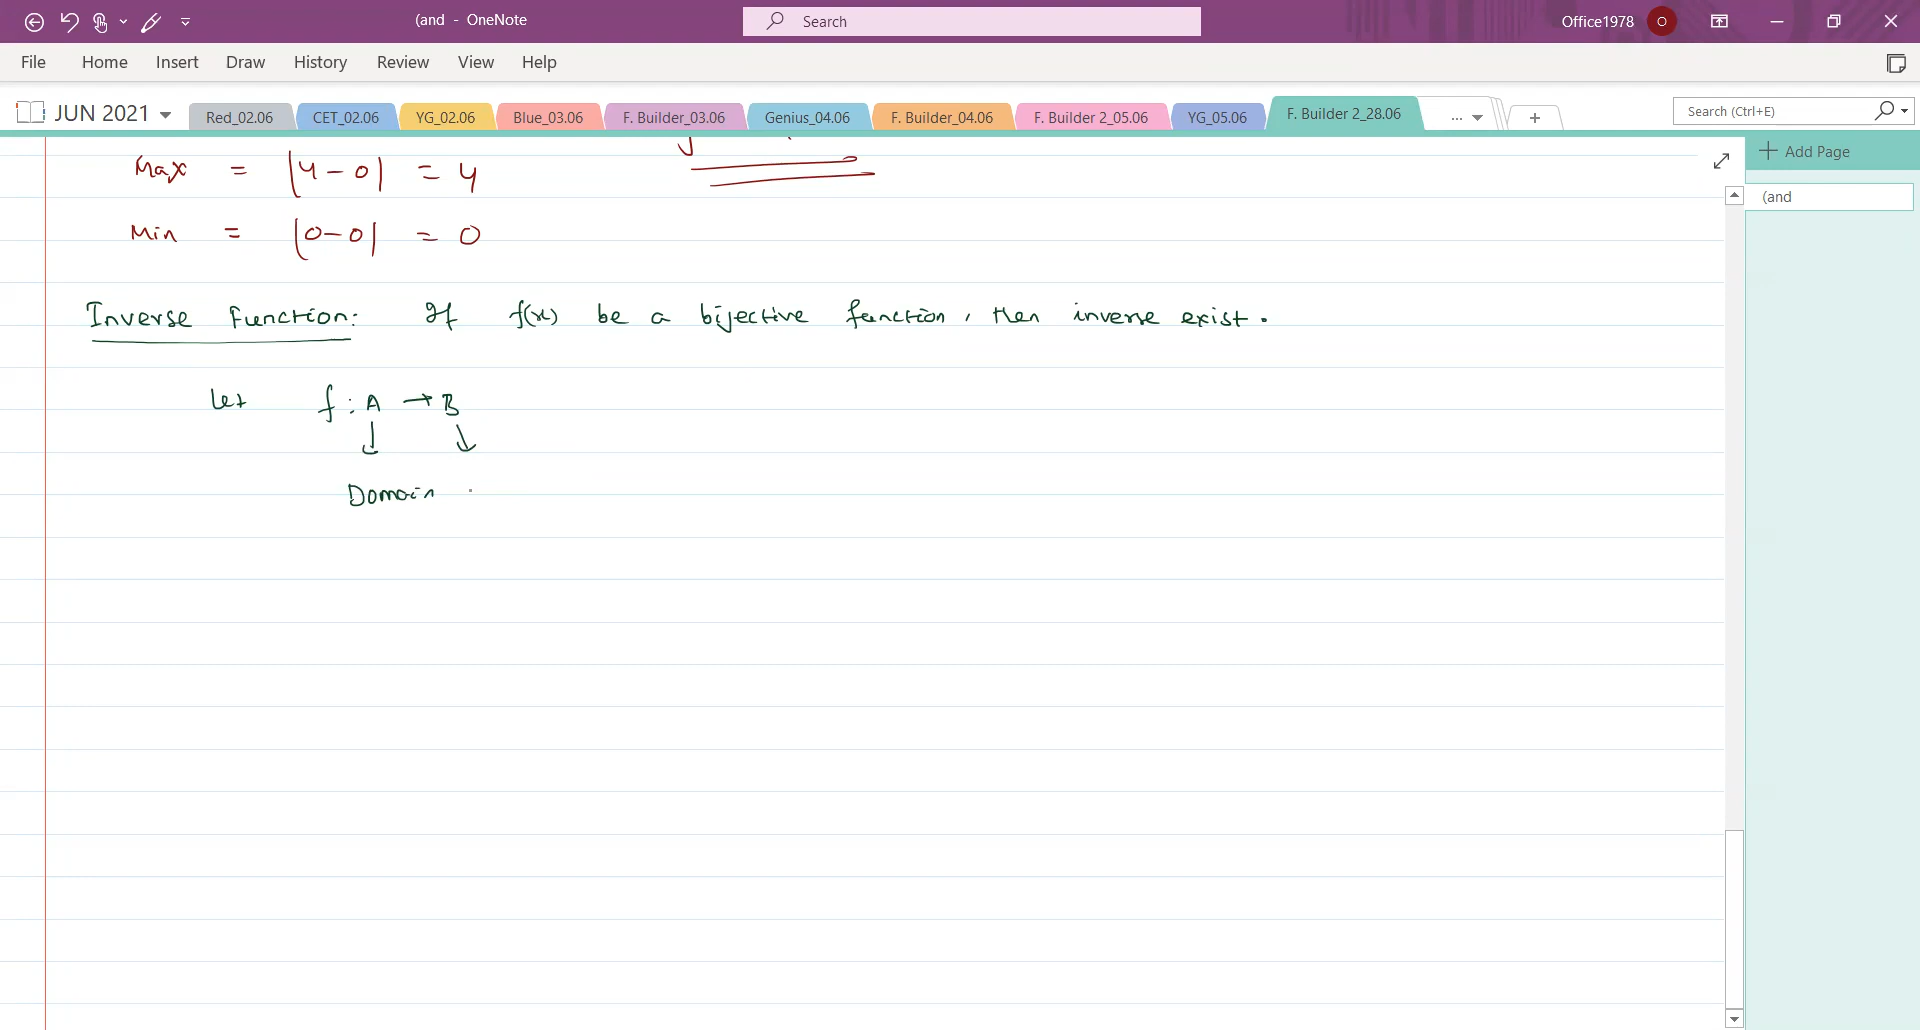 (and - OneNote
Search
Office1978
O
File Home Insert Draw History Review View Help
JUN 2021
Red_02.06 CET_02.06 YG_02.06 Blue_03.06 F. Builder_03.06 Genius_04.06 F. Builder_04.06 F. Builder 2_05.06 YG_05.06 F. Builder 2_28.06 ... +
Search (Ctrl+E)
Add Page
(and
Max = |4-0| = 4
Min = |0-0| = 0
Inverse Function: If f(x) be a bijective function, then inverse exist.
Let f : A → B
Domain